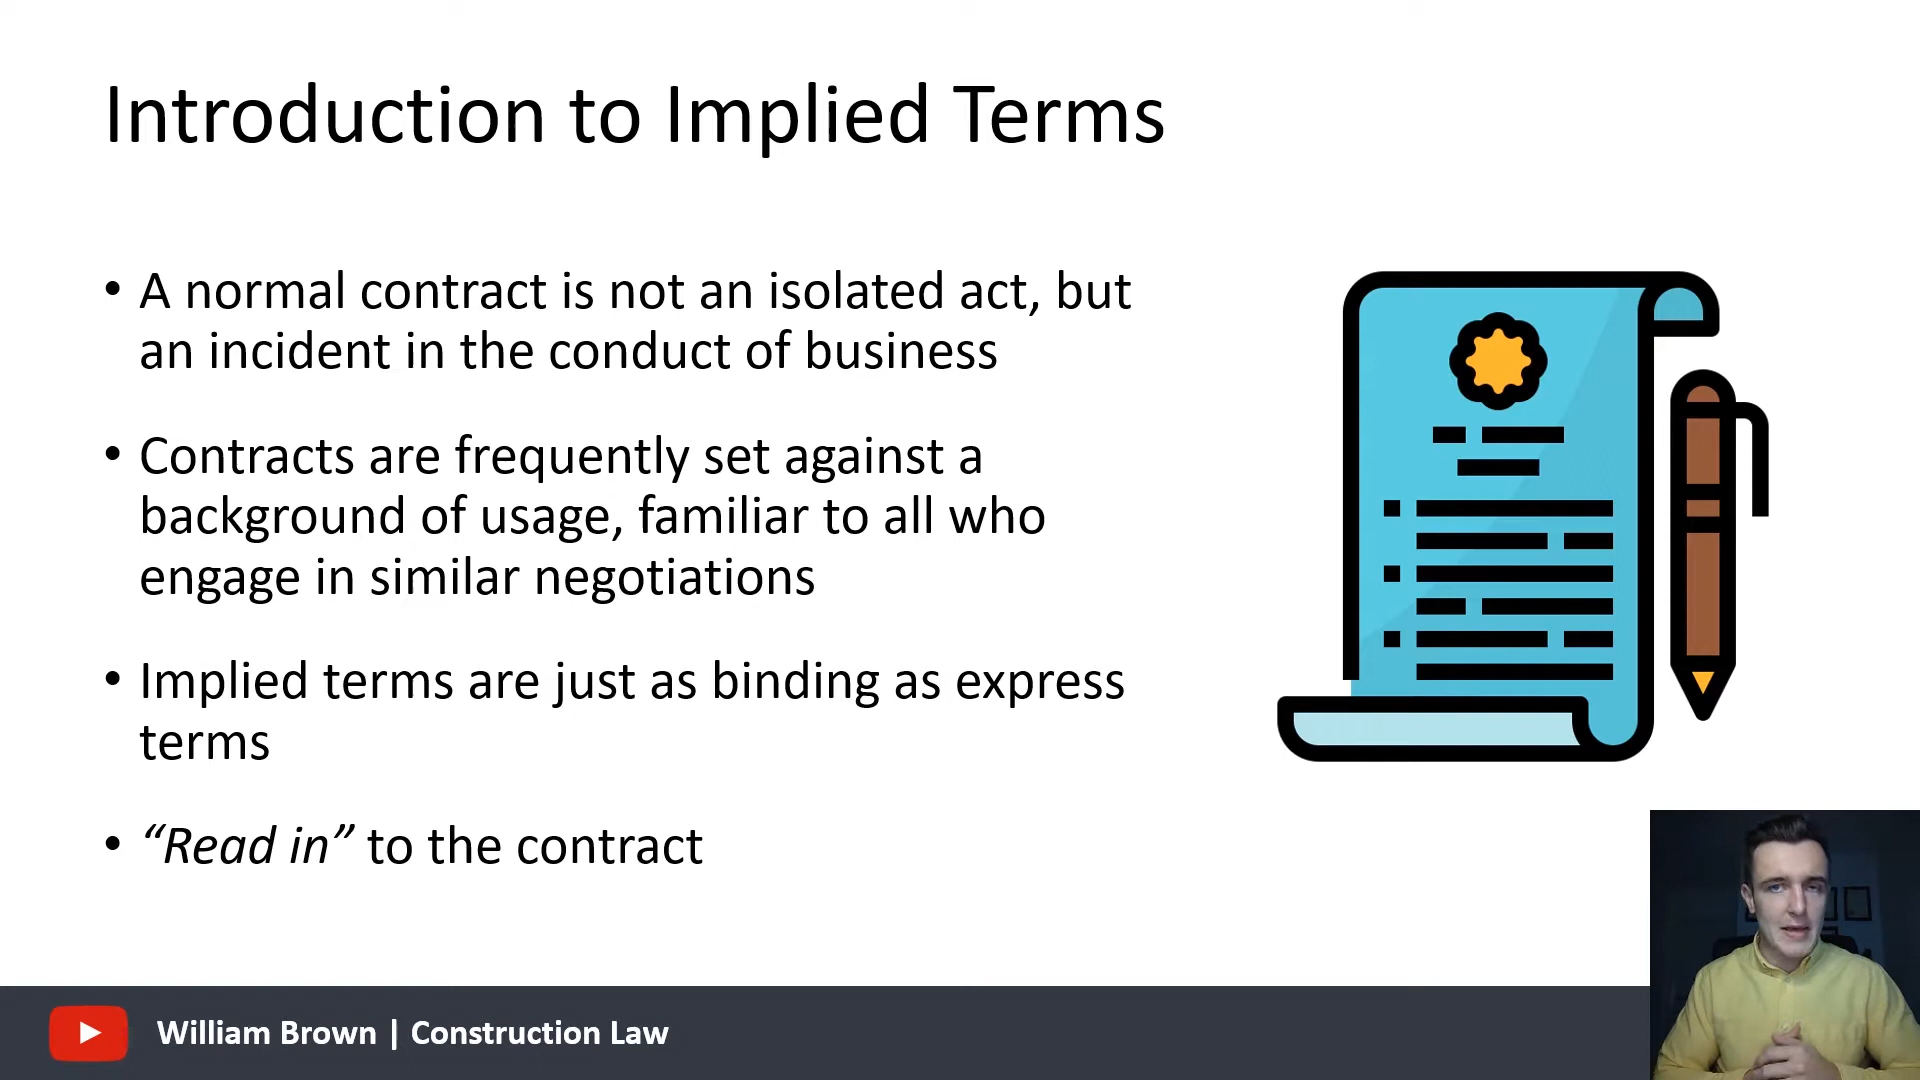 Introduction to Implied Terms
• A normal contract is not an isolated act, but
an incident in the conduct of business
• Contracts are frequently set against a
background of usage, familiar to all who
engage in similar negotiations
• Implied terms are just as binding as express
terms
• “Read in” to the contract
William Brown | Construction Law